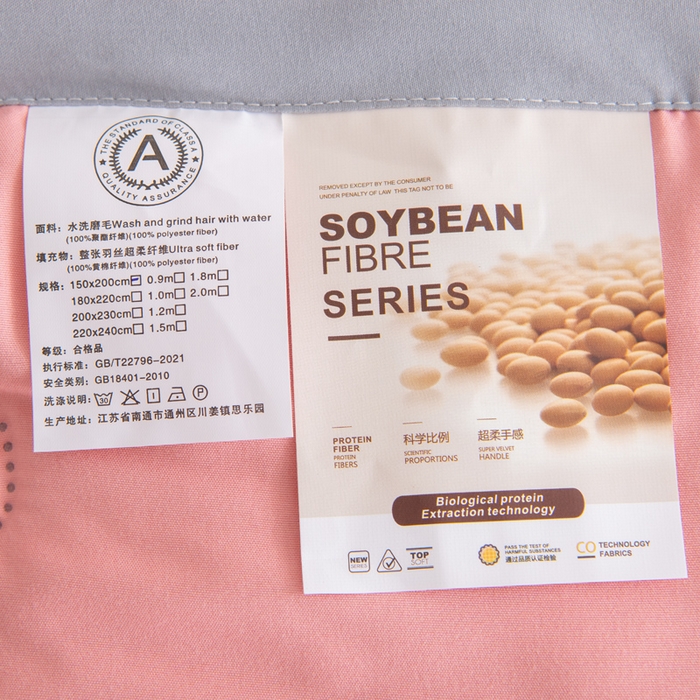 THE STANDARD OF CLASS A
A
QUALITY ASSURANCE
面料: 水洗磨毛Wash and grind hair with water
(100%聚酯纤维)(100% polyester fiber)
填充物: 整张羽丝超柔纤维Ultra soft fiber
(100%黄棉纤维)(100% polyester fiber)
规格: 150x200cm 0.9m 1.8m
180x220cm 1.0m 2.0m
200x230cm 1.2m
220x240cm 1.5m
等级: 合格品
执行标准: GB/T22796-2021
安全类别: GB18401-2010
洗涤说明: 30 P
生产地址: 江苏省南通市通州区川姜镇思乐园
REMOVED EXCEPT BY THE CONSUMER
UNDER PENALTY OF LAW THIS TAG NOT TO BE
SOYBEAN
FIBRE
SERIES
PROTEIN
FIBER
PROTEIN
FIBERS
科学比例
SCIENTIFIC
PROPORTIONS
超柔手感
SUPER VELVET
HANDLE
Biological protein
Extraction technology
NEW
SERIES
TOP
SOFT
PASS THE TEST OF
HARMFUL SUBSTANCES
通过品质认证检验
CO TECHNOLOGY
FABRICS